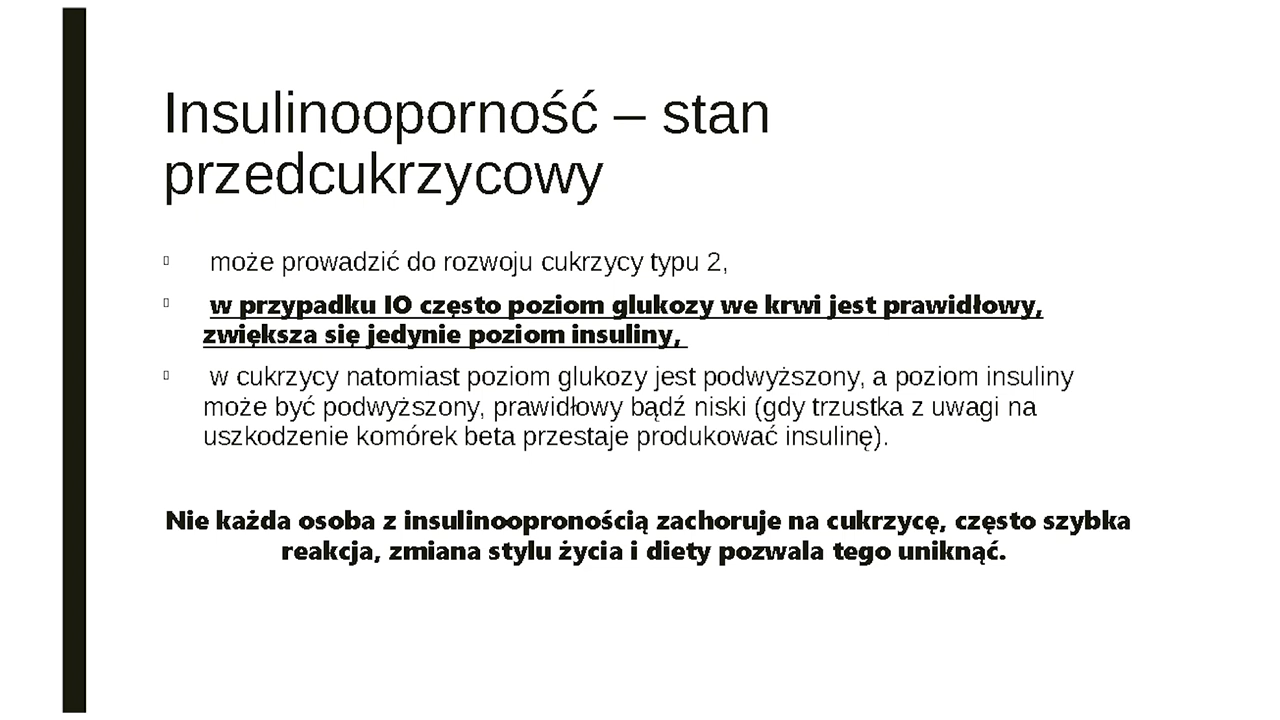 Insulinooporność – stan
przedcukrzycowy
może prowadzić do rozwoju cukrzycy typu 2,
w przypadku IO często poziom glukozy we krwi jest prawidłowy,
zwiększa się jedynie poziom insuliny,
w cukrzycy natomiast poziom glukozy jest podwyższony, a poziom insuliny
może być podwyższony, prawidłowy bądź niski (gdy trzustka z uwagi na
uszkodzenie komórek beta przestaje produkować insulinę).
Nie każda osoba z insulinoopronością zachoruje na cukrzycę, często szybka
reakcja, zmiana stylu życia i diety pozwala tego uniknąć.